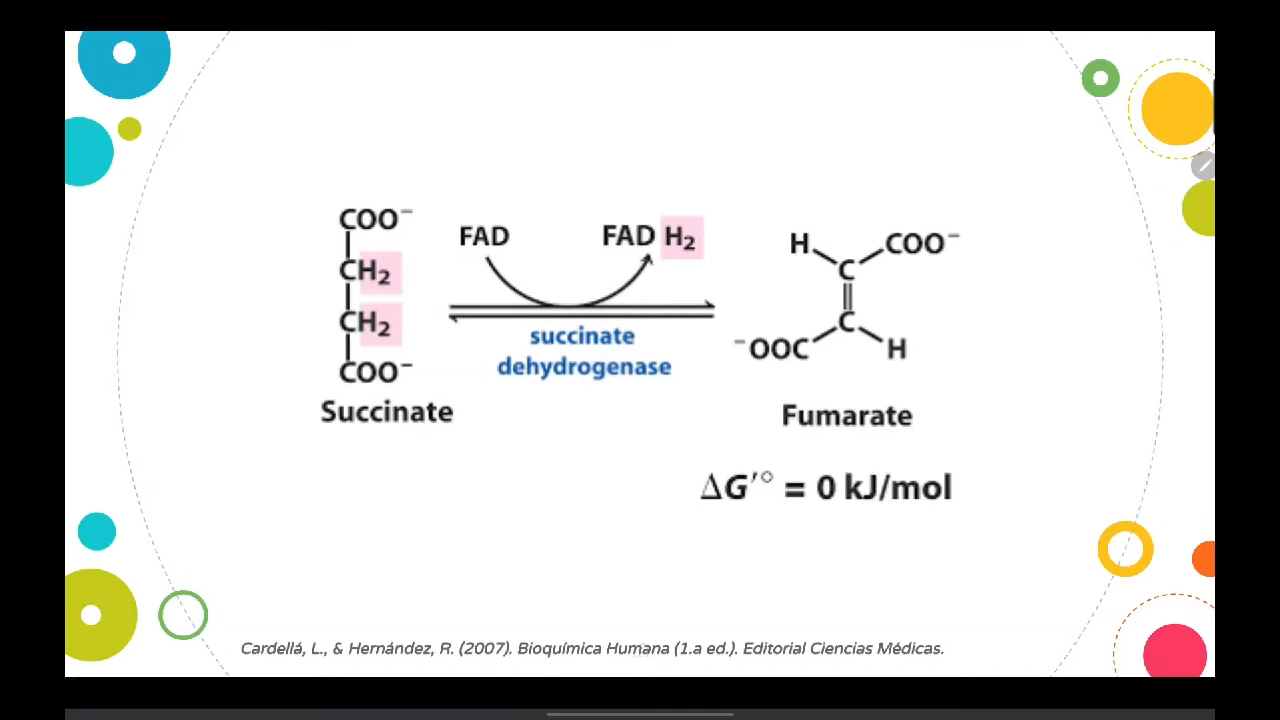 COO⁻
CH₂
CH₂
COO⁻
Succinate
FAD
FAD H₂
succinate
dehydrogenase
H
COO⁻
C
C
⁻OOC
H
Fumarate
ΔG′° = 0 kJ/mol
Cardellá, L., & Hernández, R. (2007). Bioquímica Humana (1.a ed.). Editorial Ciencias Médicas.